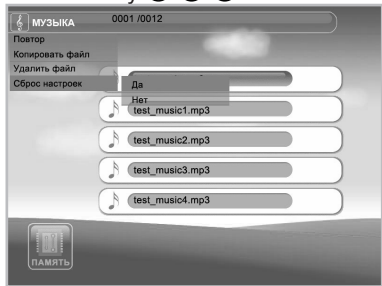 МУЗЫКА 0001 /0012
Повтор
Копировать файл
Удалить файл
Сброс настроек
Да
Нет
test_music1.mp3
test_music2.mp3
test_music3.mp3
test_music4.mp3
ПАМЯТЬ